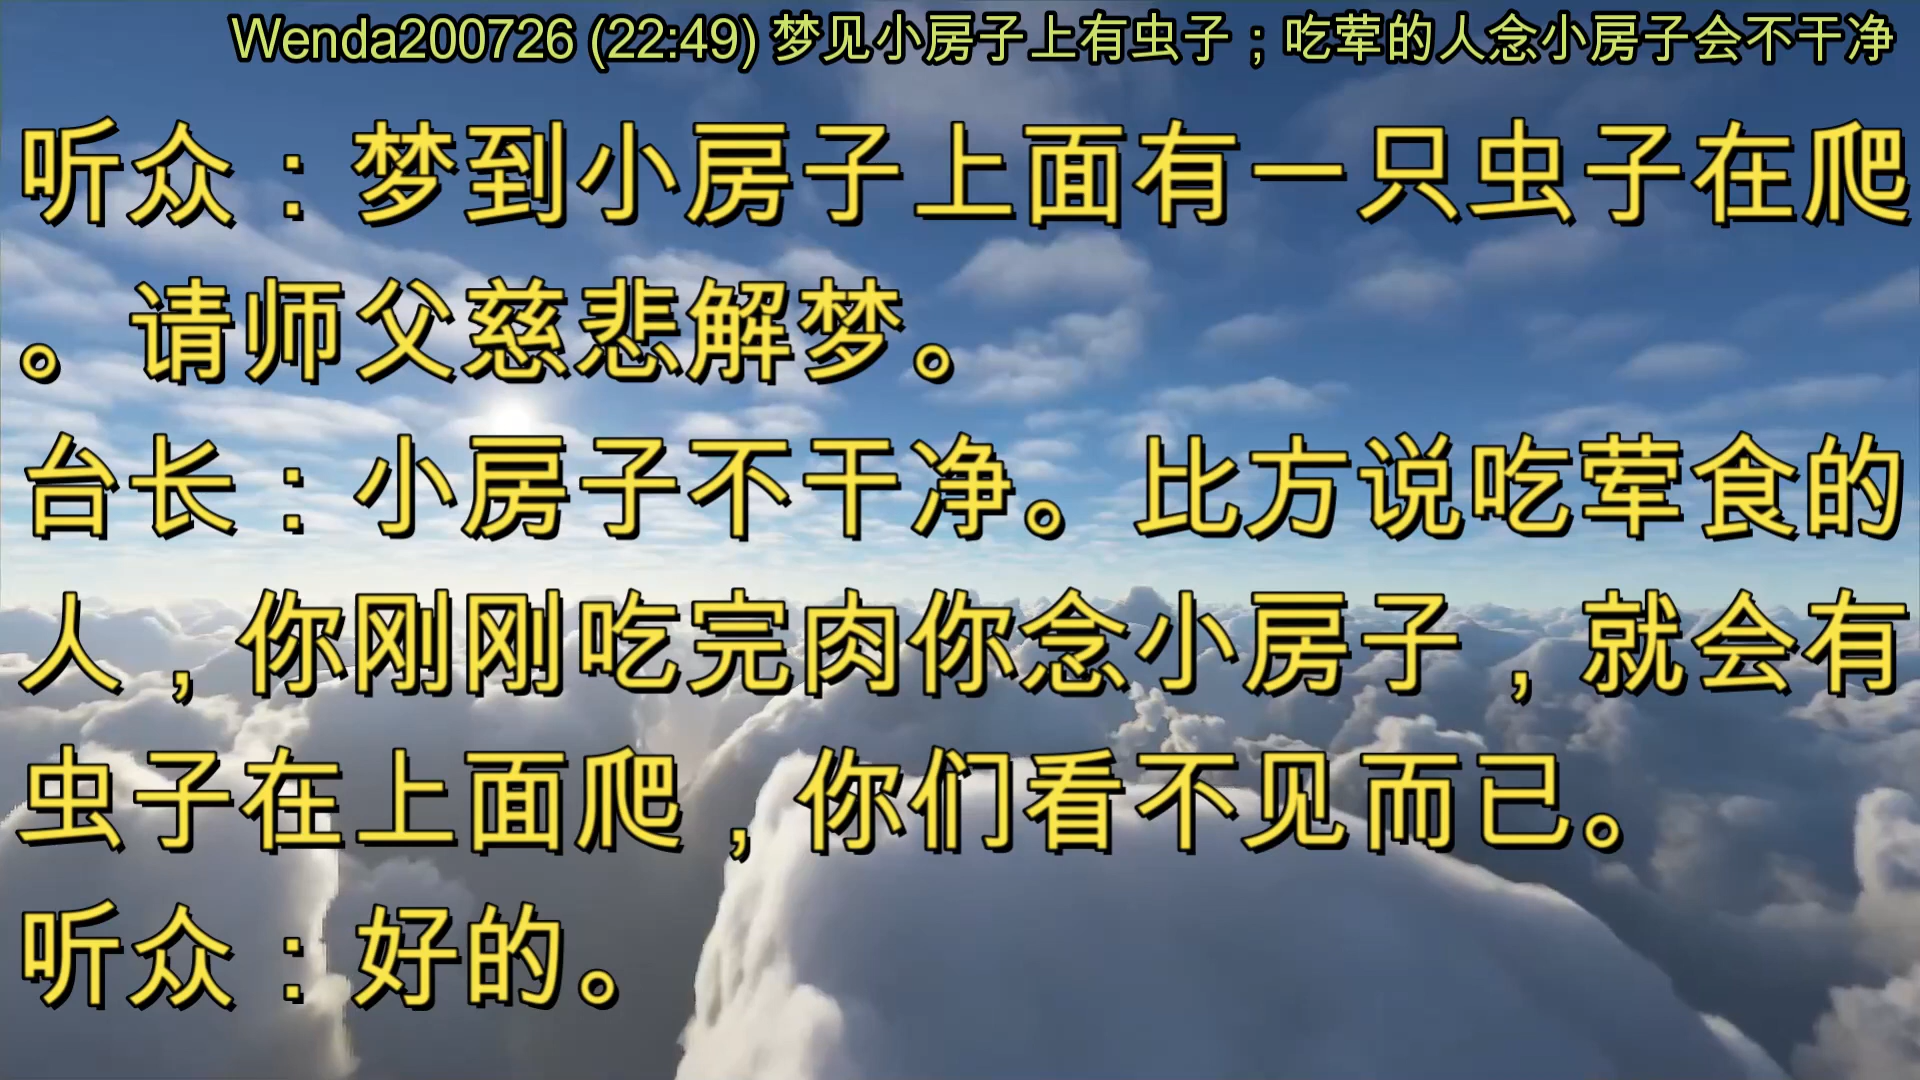 Wenda200726 (22:49) 梦见小房子上有虫子；吃荤的人念小房子会不干净
听众：梦到小房子上面有一只虫子在爬
。请师父慈悲解梦。
台长：小房子不干净。比方说吃荤食的
人，你刚刚吃完肉你念小房子，就会有
虫子在上面爬，你们看不见而已。
听众：好的。